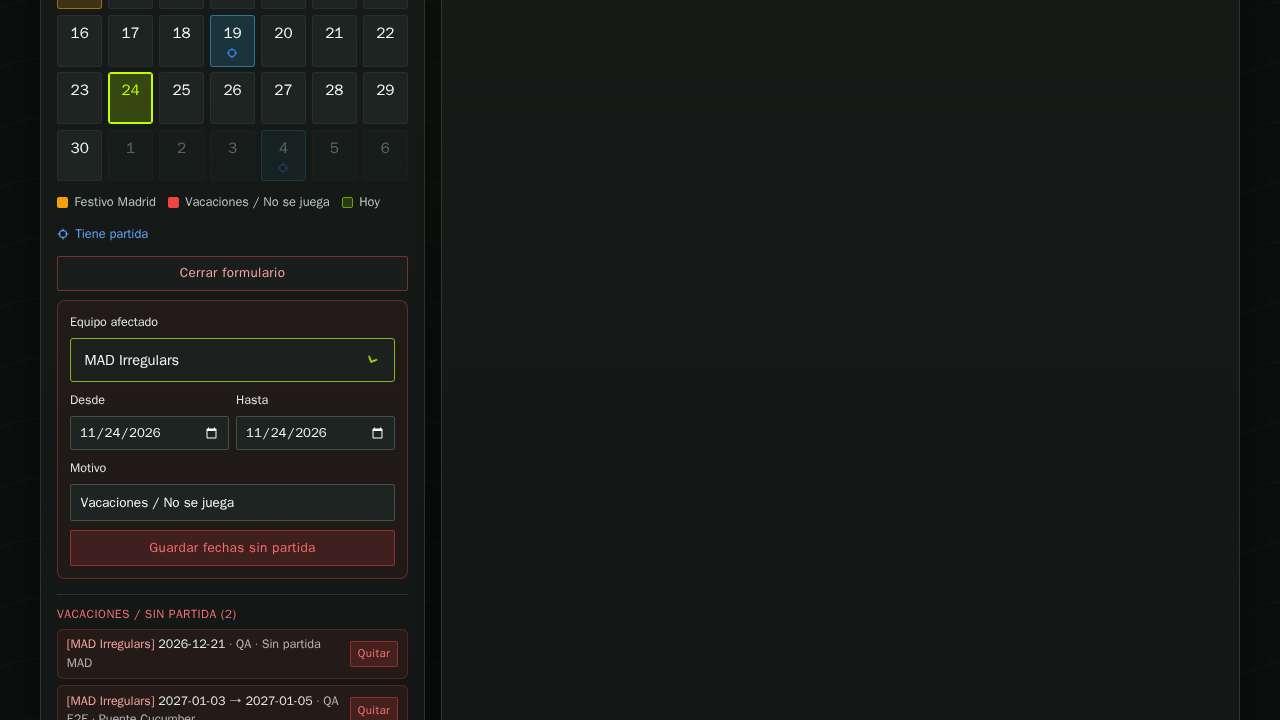 16 17 18 19 20 21 22
23 24 25 26 27 28 29
30 1 2 3 4 5 6
Festivo Madrid Vacaciones / No se juega Hoy
Tiene partida
Cerrar formulario
Equipo afectado
MAD Irregulars
Desde Hasta
11/24/2026 11/24/2026
Motivo
Vacaciones / No se juega
Guardar fechas sin partida
VACACIONES / SIN PARTIDA (2)
[MAD Irregulars] 2026-12-21 · QA · Sin partida
MAD
Quitar
[MAD Irregulars] 2027-01-03 → 2027-01-05 · QA
E2E · Puente Cucumber
Quitar